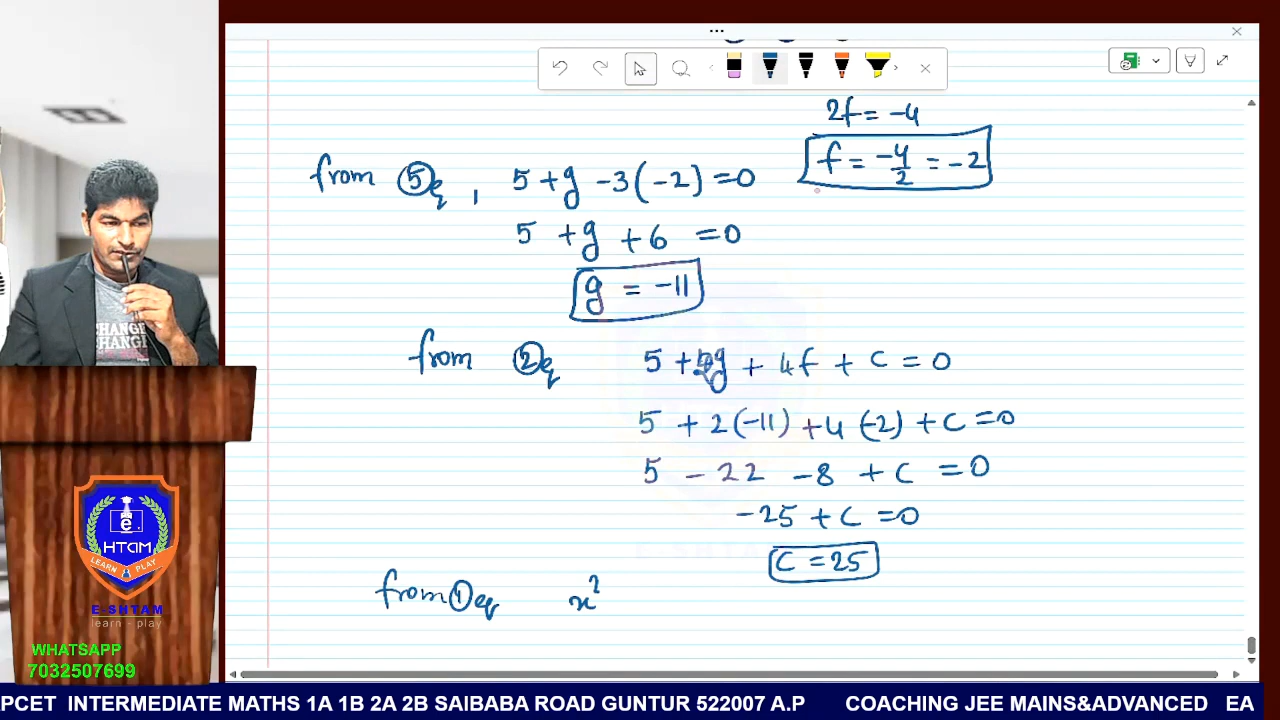 2f = -4
f = -4/2 = -2
from ⑤eq, 5 + g - 3(-2) = 0
5 + g + 6 = 0
g = -11
from ②eq 5 + 2g + 4f + c = 0
5 + 2(-11) + 4(-2) + c = 0
5 - 22 - 8 + c = 0
-25 + c = 0
c = 25
from ①eq x²
CHANGE
e
HTAM
LEARN PLAY
E-SHTAM
learn - play
WHATSAPP
7032507699
PCET INTERMEDIATE MATHS 1A 1B 2A 2B SAIBABA ROAD GUNTUR 522007 A.P COACHING JEE MAINS&ADVANCED EA